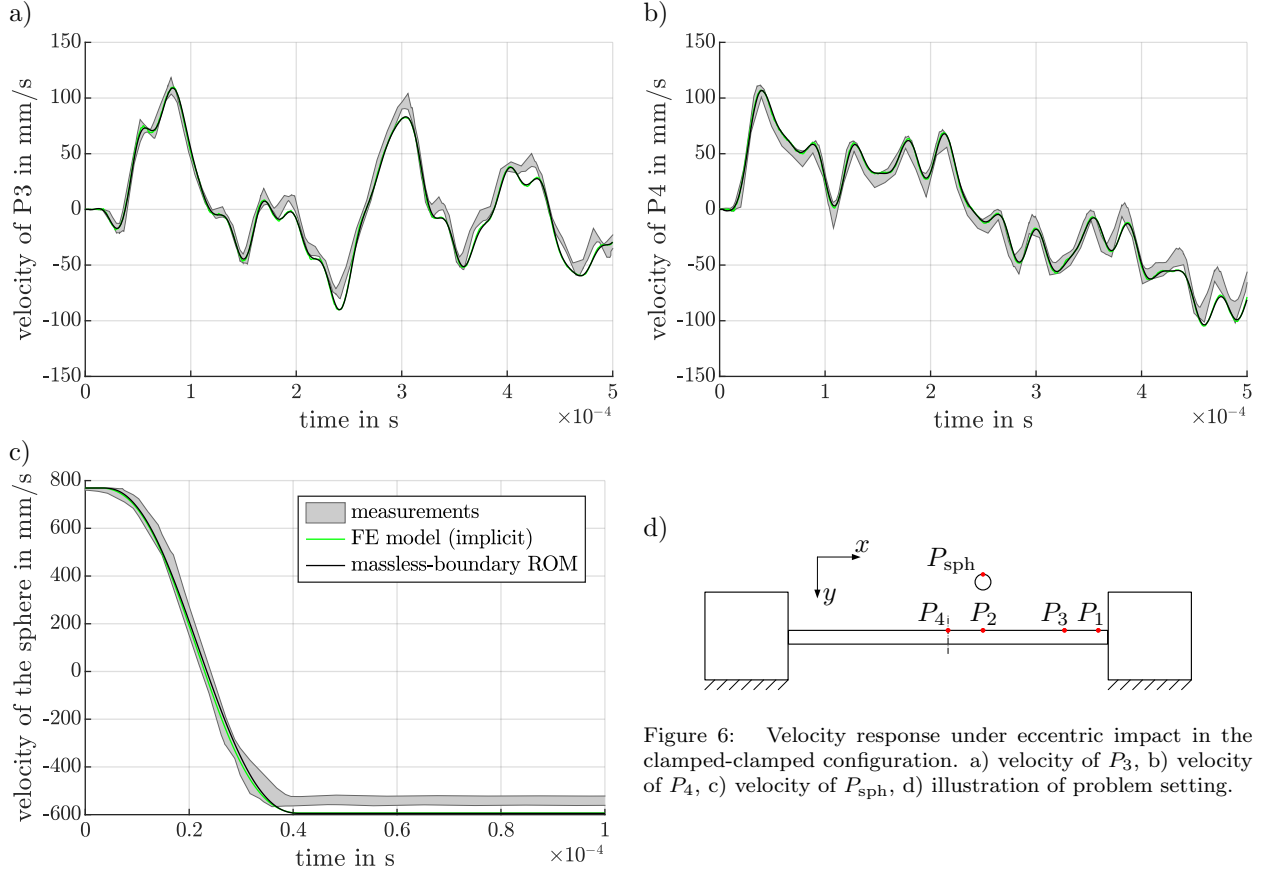 a)
150
100
50
0
-50
-100
-150
velocity of P3 in mm/s
0 1 2 3 4 5
×10⁻⁴
time in s
b)
150
100
50
0
-50
-100
-150
velocity of P4 in mm/s
0 1 2 3 4 5
×10⁻⁴
time in s
c)
800
600
400
200
0
-200
-400
-600
velocity of the sphere in mm/s
measurements
FE model (implicit)
massless-boundary ROM
0 0.2 0.4 0.6 0.8 1
×10⁻⁴
time in s
d)
x
y
P_sph
P₄ P₂ P₃ P₁
Figure 6: Velocity response under eccentric impact in the
clamped-clamped configuration. a) velocity of P₃, b) velocity
of P₄, c) velocity of P_sph, d) illustration of problem setting.